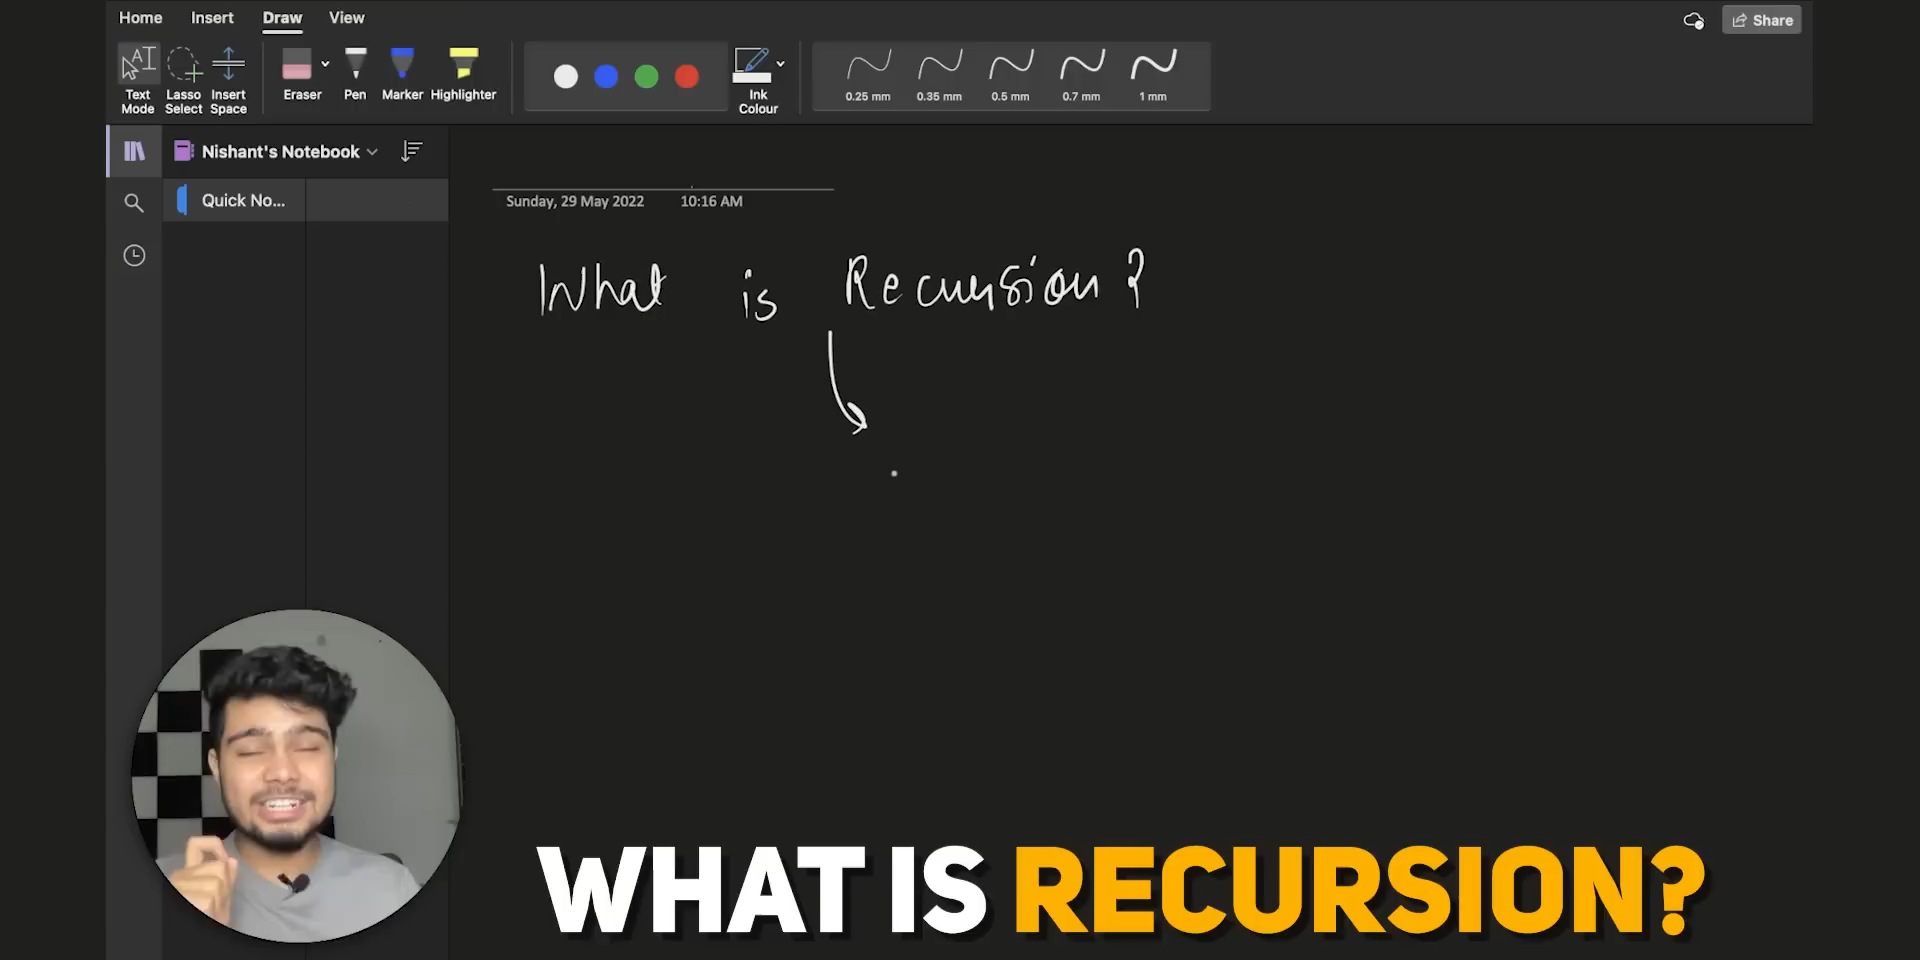 Home Insert Draw View
Share
Text Mode
Lasso Select
Insert Space
Eraser
Pen
Marker
Highlighter
Ink Colour
0.25 mm 0.35 mm 0.5 mm 0.7 mm 1 mm
Nishant's Notebook
Quick No...
Sunday, 29 May 2022 10:16 AM
What is Recursion?
WHAT IS RECURSION?